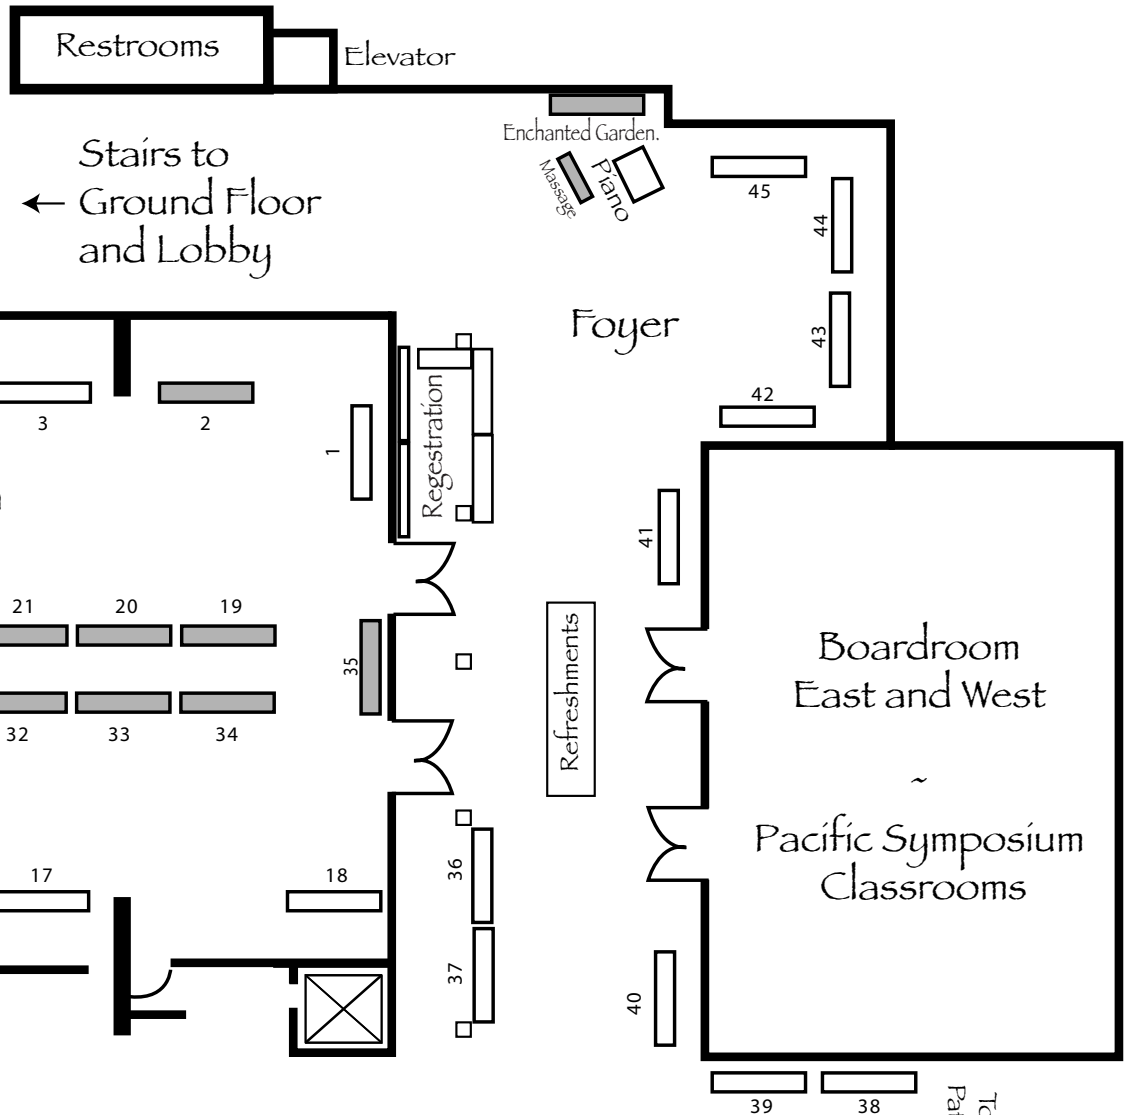 Restrooms
Elevator
Enchanted Garden.
Stairs to
Ground Floor
and Lobby
Massage
Piano
45
44
Foyer
43
42
3
2
1
Regestration
41
21
20
19
35
Refreshments
Boardroom
East and West
32
33
34
~
Pacific Symposium
Classrooms
36
17
18
37
40
39
38
To